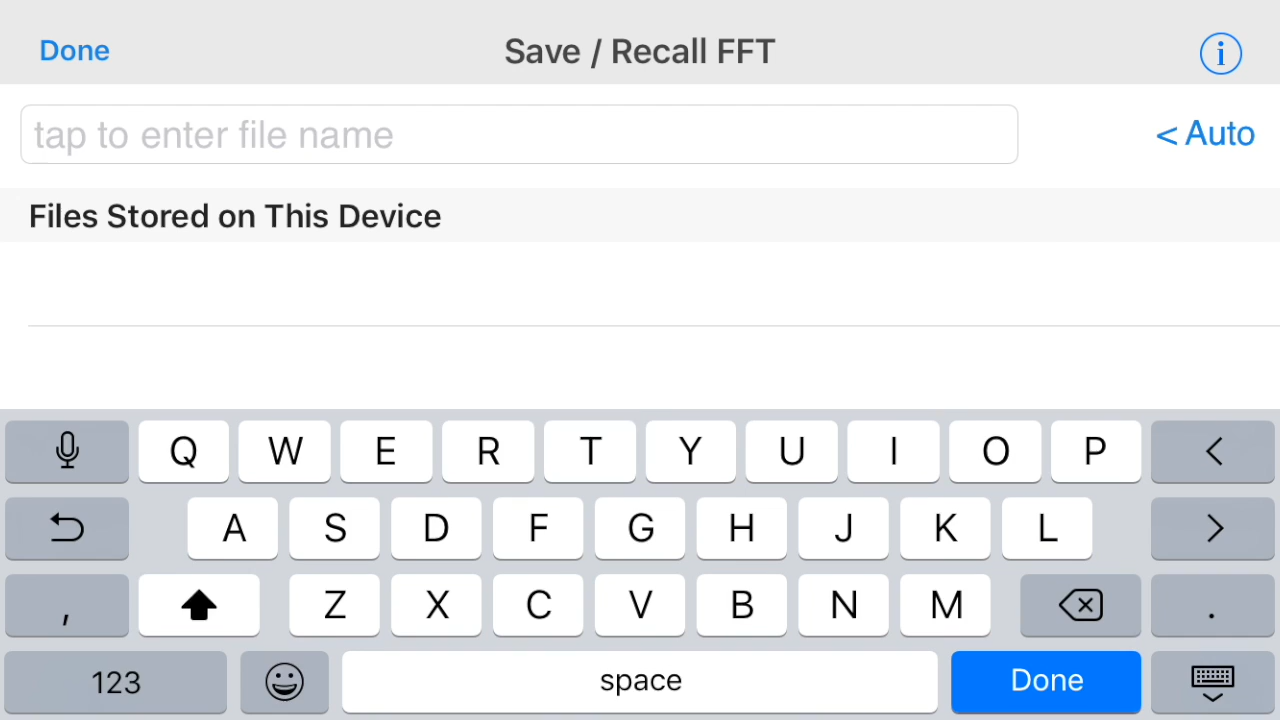 Done
Save / Recall FFT
i
tap to enter file name
< Auto
Files Stored on This Device
Q W E R T Y U I O P <
A S D F G H J K L >
, Z X C V B N M .
123 space Done